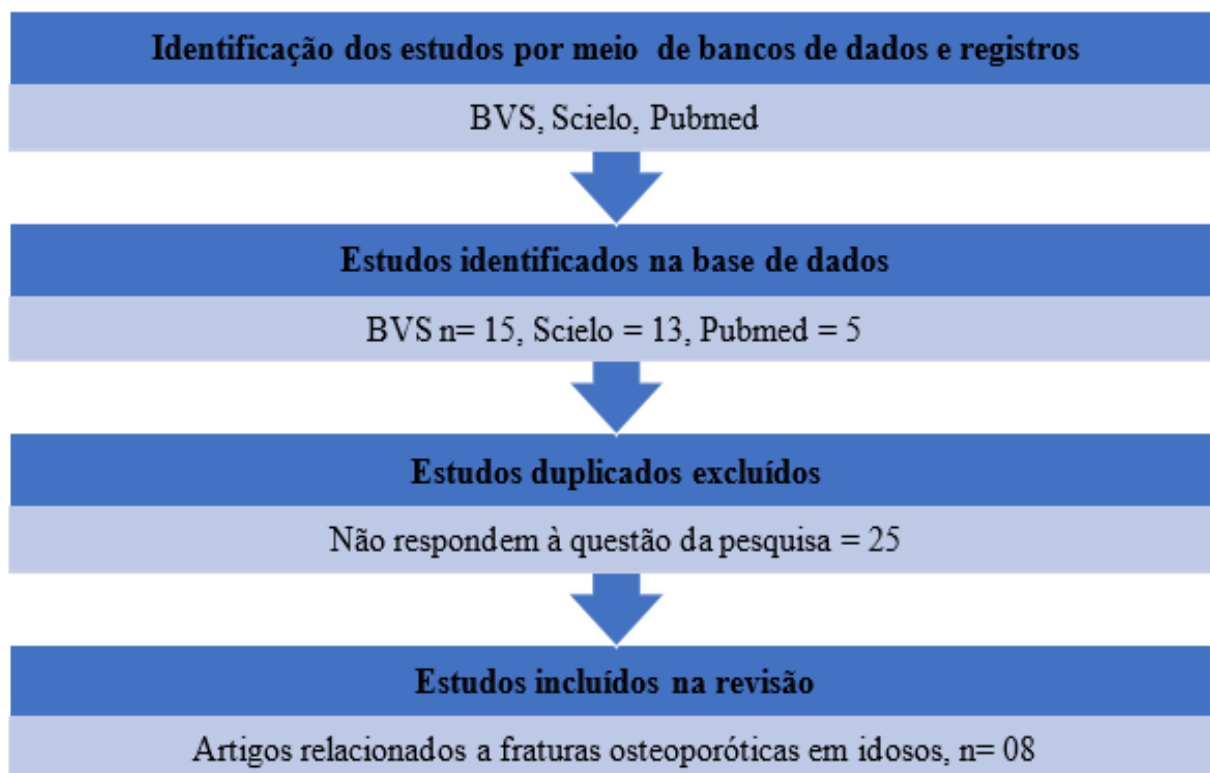 Identificação dos estudos por meio de bancos de dados e registros
BVS, Scielo, Pubmed
Estudos identificados na base de dados
BVS n= 15, Scielo = 13, Pubmed = 5
Estudos duplicados excluídos
Não respondem à questão da pesquisa = 25
Estudos incluídos na revisão
Artigos relacionados a fraturas osteoporóticas em idosos, n= 08